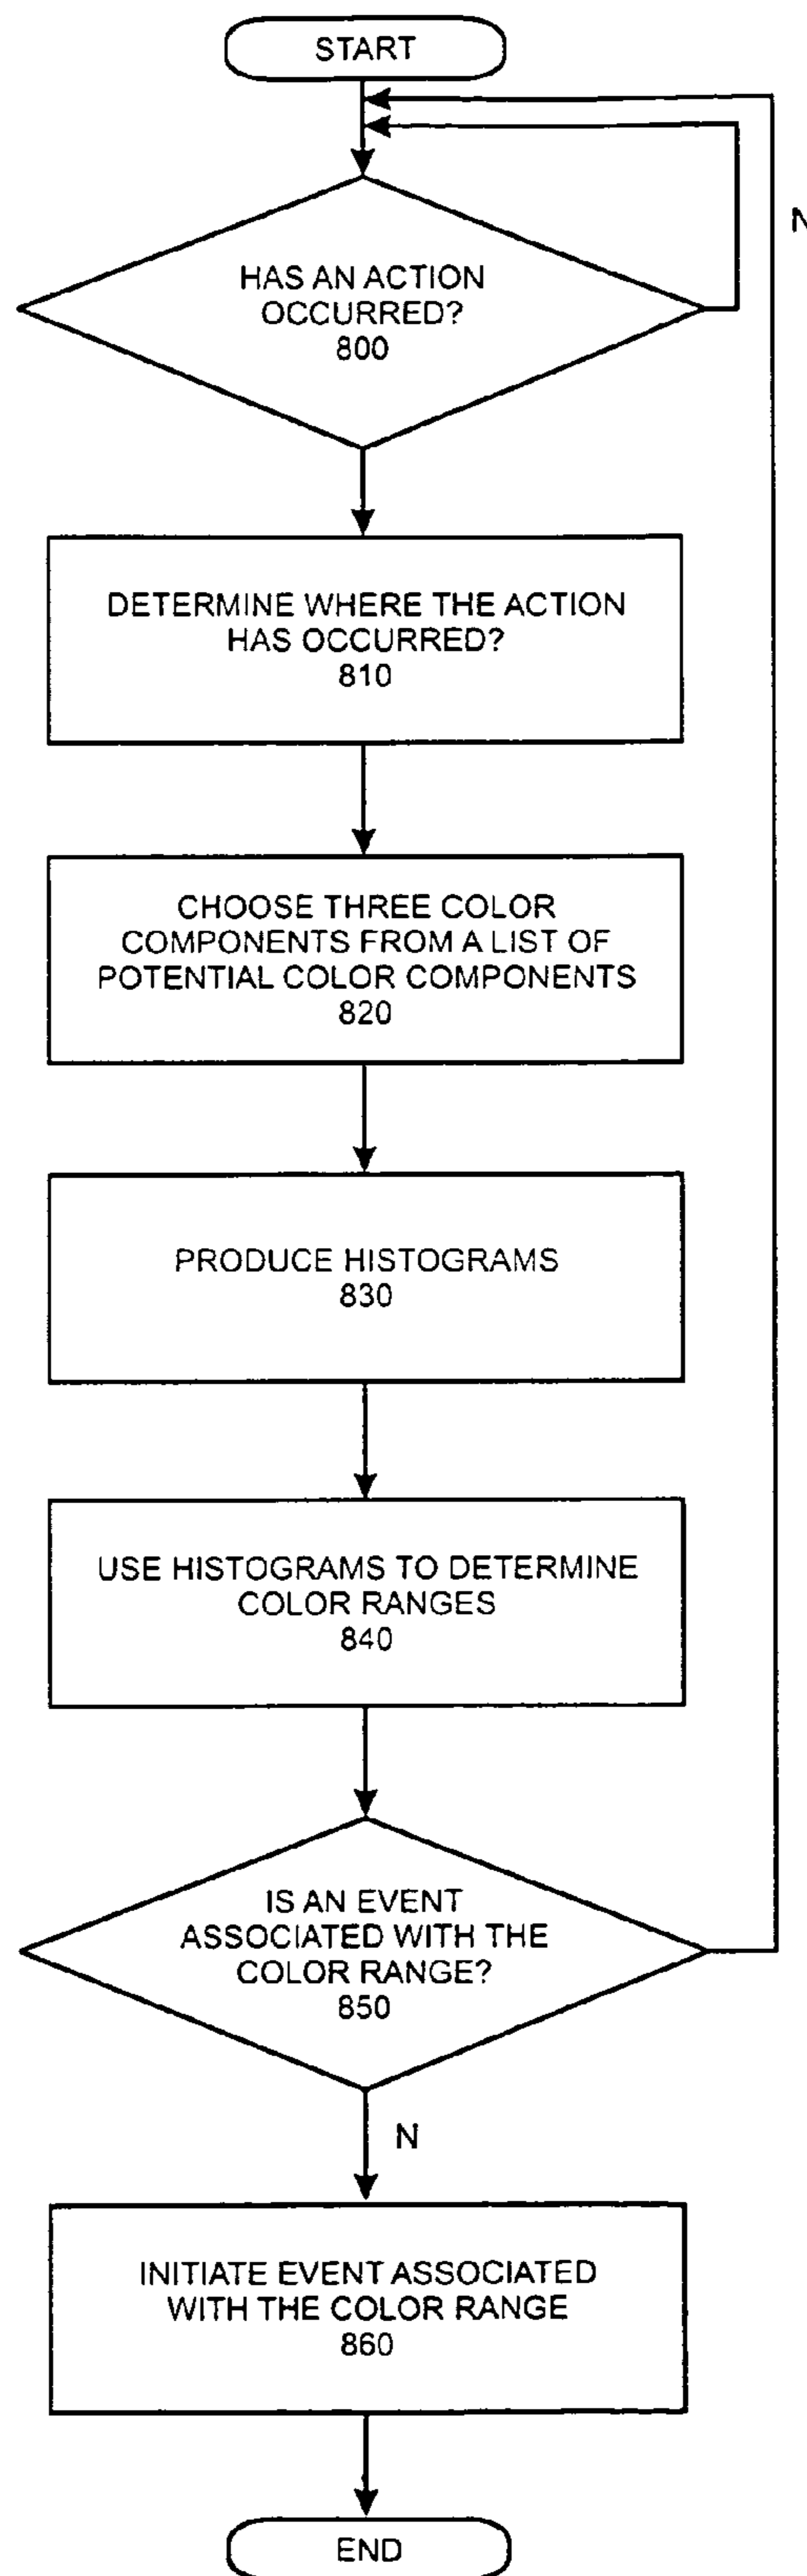 START
N
HAS AN ACTION
OCCURRED?
800
DETERMINE WHERE THE ACTION
HAS OCCURRED?
810
CHOOSE THREE COLOR
COMPONENTS FROM A LIST OF
POTENTIAL COLOR COMPONENTS
820
PRODUCE HISTOGRAMS
830
USE HISTOGRAMS TO DETERMINE
COLOR RANGES
840
IS AN EVENT
ASSOCIATED WITH THE
COLOR RANGE?
850
N
INITIATE EVENT ASSOCIATED
WITH THE COLOR RANGE
860
END